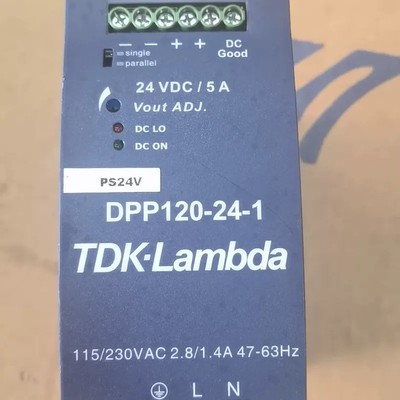 − − + + DC
Good
single
parallel
24 VDC / 5 A
Vout ADJ.
DC LO
DC ON
PS24V
DPP120-24-1
TDK·Lambda
115/230VAC 2.8/1.4A 47-63Hz
L N